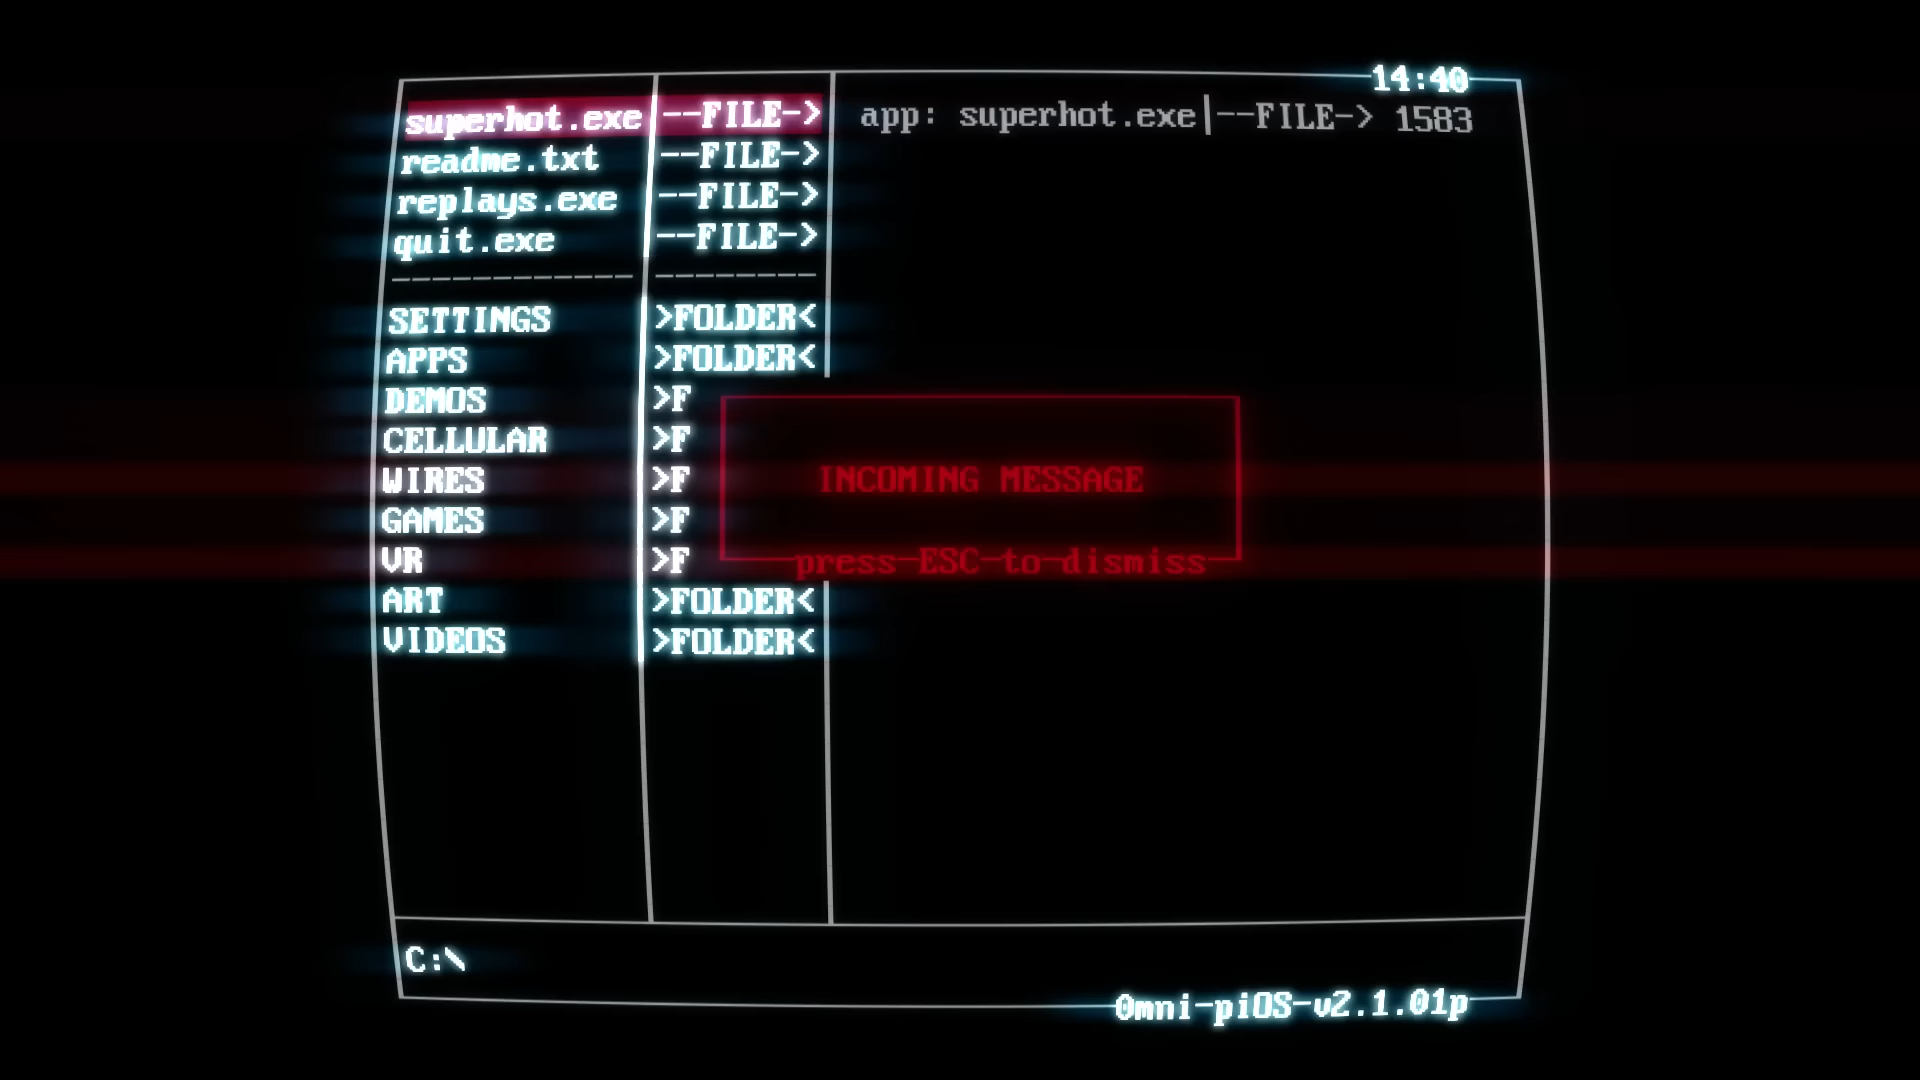 14:40
superhot.exe --FILE-> app: superhot.exe|--FILE-> 1583
readme.txt --FILE->
replays.exe --FILE->
quit.exe --FILE->
SETTINGS >FOLDER<
APPS >FOLDER<
DEMOS >F
CELLULAR >F
WIRES >F
GAMES >F
VR >F
ART >FOLDER<
VIDEOS >FOLDER<
INCOMING MESSAGE
press-ESC-to-dismiss
C:\
0mni-piOS-v2.1.01p